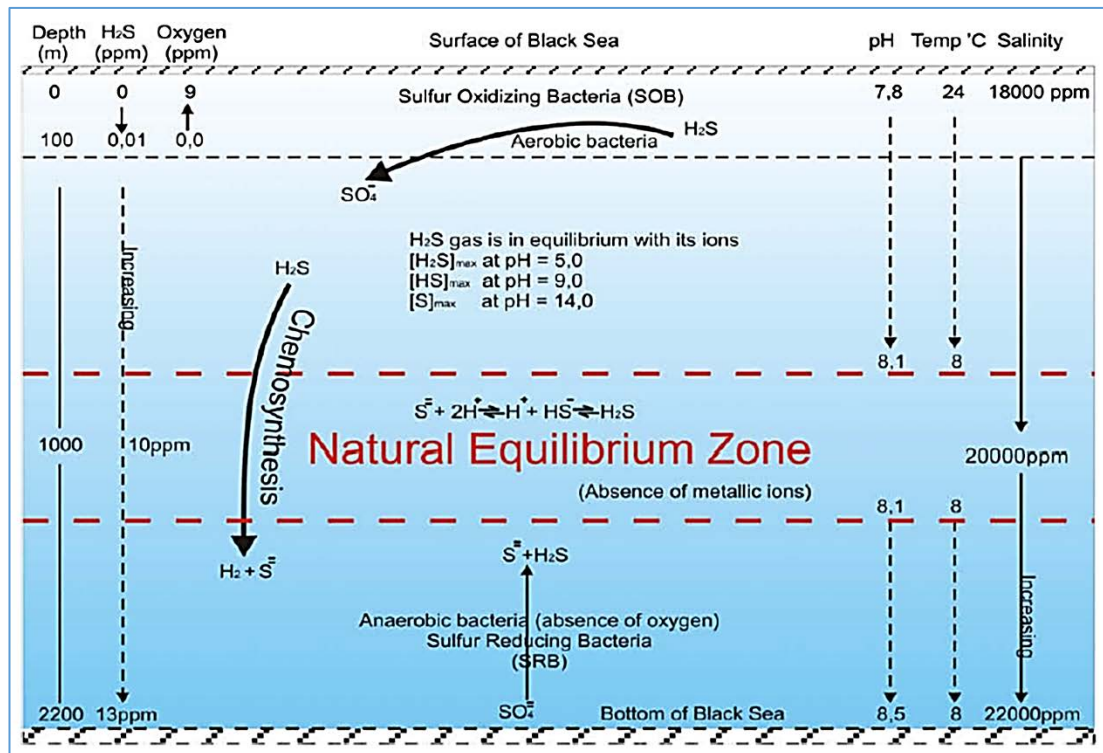 Depth H₂S Oxygen
(m) (ppm) (ppm)
Surface of Black Sea
pH Temp 'C Salinity
0 0 9
Sulfur Oxidizing Bacteria (SOB)
7,8 24 18000 ppm
100 0,01 0,0
Aerobic bacteria
H₂S
SO₄⁼
Increasing
H₂S gas is in equilibrium with its ions
[H₂S]max at pH = 5,0
[HS]max at pH = 9,0
[S]max at pH = 14,0
H₂S
Chemosynthesis
8,1 8
S⁼ + 2H⁺ ⇌ H⁺ + HS⁻ ⇌ H₂S
1000 10ppm
Natural Equilibrium Zone
20000ppm
(Absence of metallic ions)
8,1 8
H₂ + S⁼
S⁼ + H₂S
Anaerobic bacteria (absence of oxygen)
Sulfur Reducing Bacteria
(SRB)
Increasing
2200 13ppm
SO₄⁼
Bottom of Black Sea
8,5 8 22000ppm